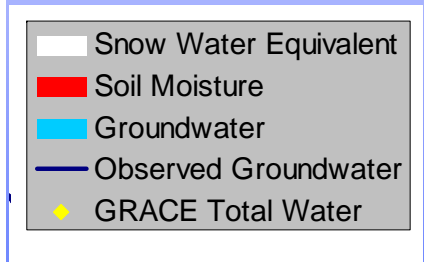 Snow Water Equivalent
Soil Moisture
Groundwater
Observed Groundwater
GRACE Total Water